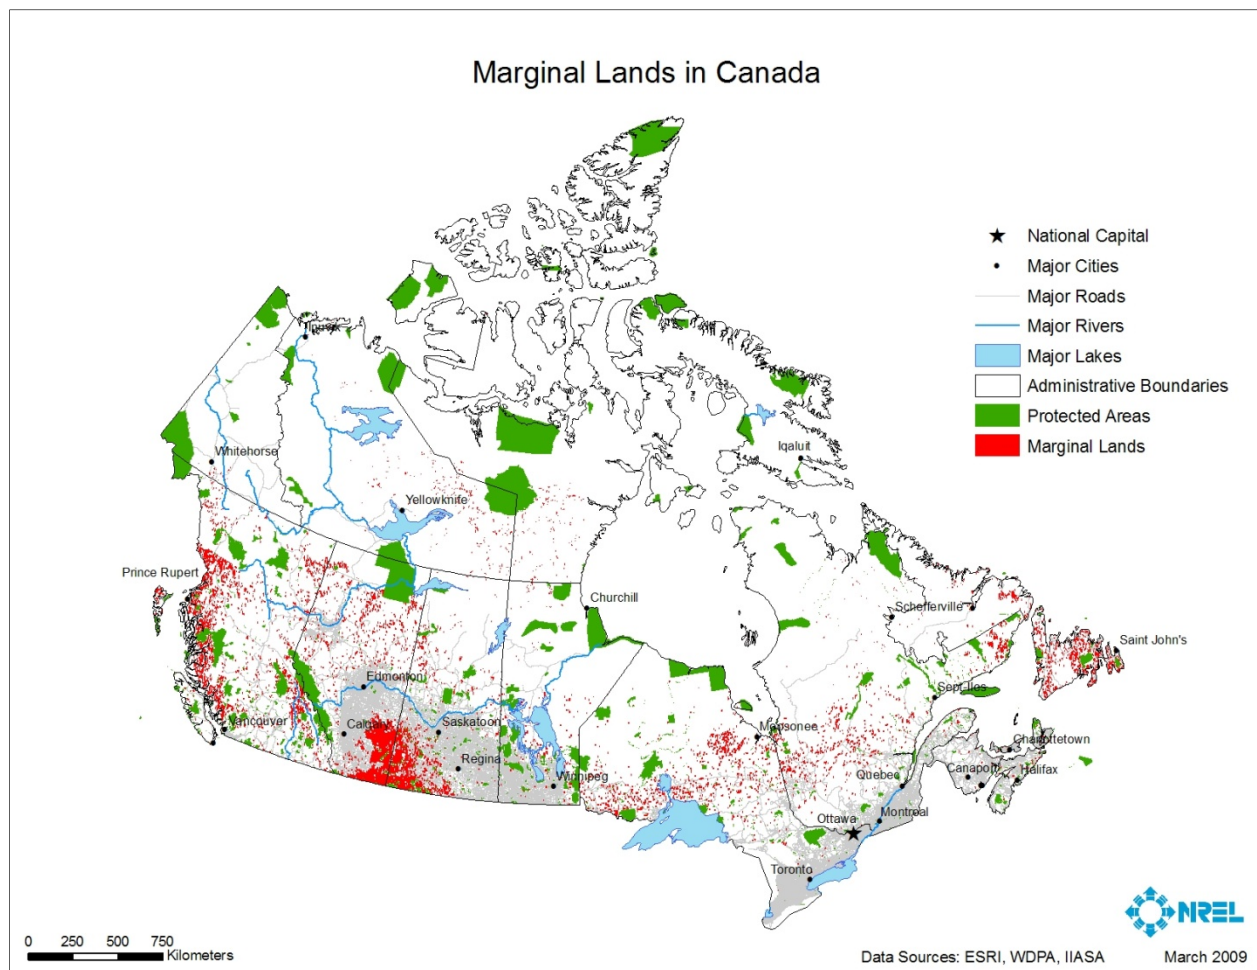 Marginal Lands in Canada
National Capital
Major Cities
Major Roads
Major Rivers
Major Lakes
Administrative Boundaries
Protected Areas
Marginal Lands
Inuvik
Iqaluit
Whitehorse
Yellowknife
Prince Rupert
Churchill
Schefferville
Saint John's
Edmonton
Sept-Iles
Vancouver
Calgary
Saskatoon
Moosonee
Charlottetown
Regina
Winnipeg
Quebec
Canaport
Halifax
Ottawa
Montreal
Toronto
NREL
0 250 500 750
Kilometers
Data Sources: ESRI, WDPA, IIASA
March 2009